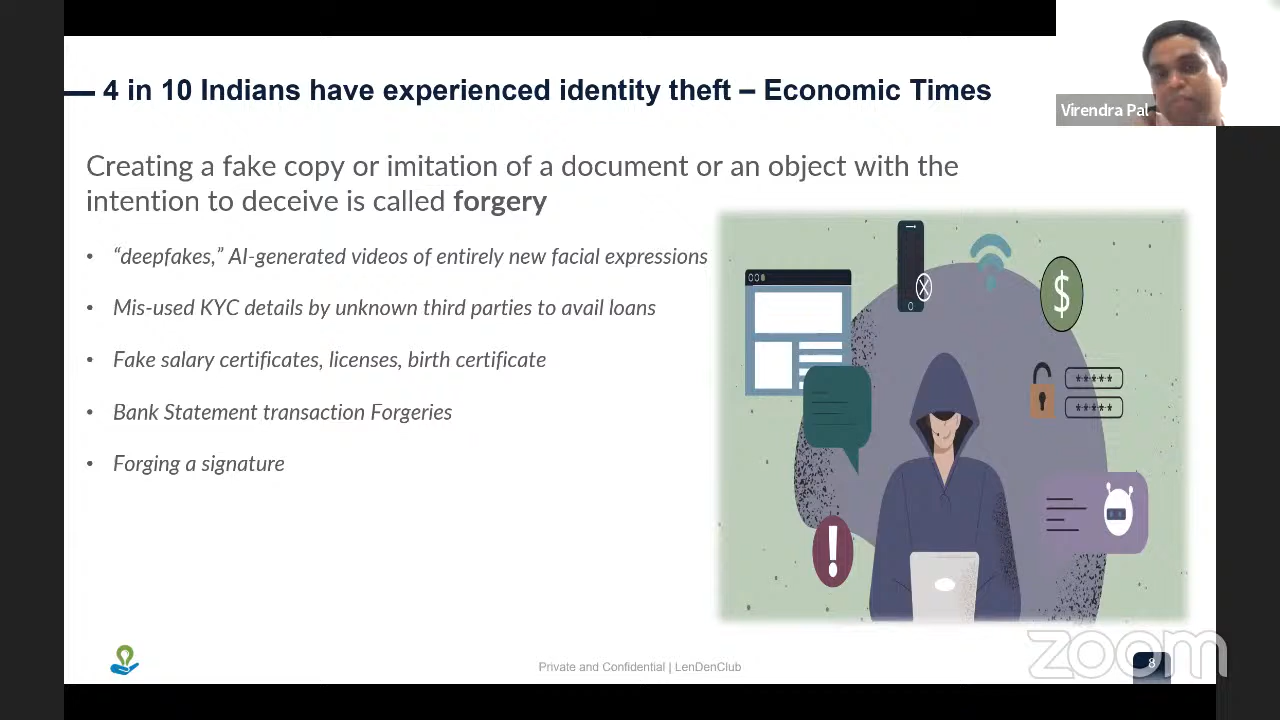 4 in 10 Indians have experienced identity theft – Economic Times
Virendra Pal
Creating a fake copy or imitation of a document or an object with the
intention to deceive is called forgery
• “deepfakes,” AI-generated videos of entirely new facial expressions
• Mis-used KYC details by unknown third parties to avail loans
• Fake salary certificates, licenses, birth certificate
• Bank Statement transaction Forgeries
• Forging a signature
$
*****
*****
!
Private and Confidential | LenDenClub
zoom
8